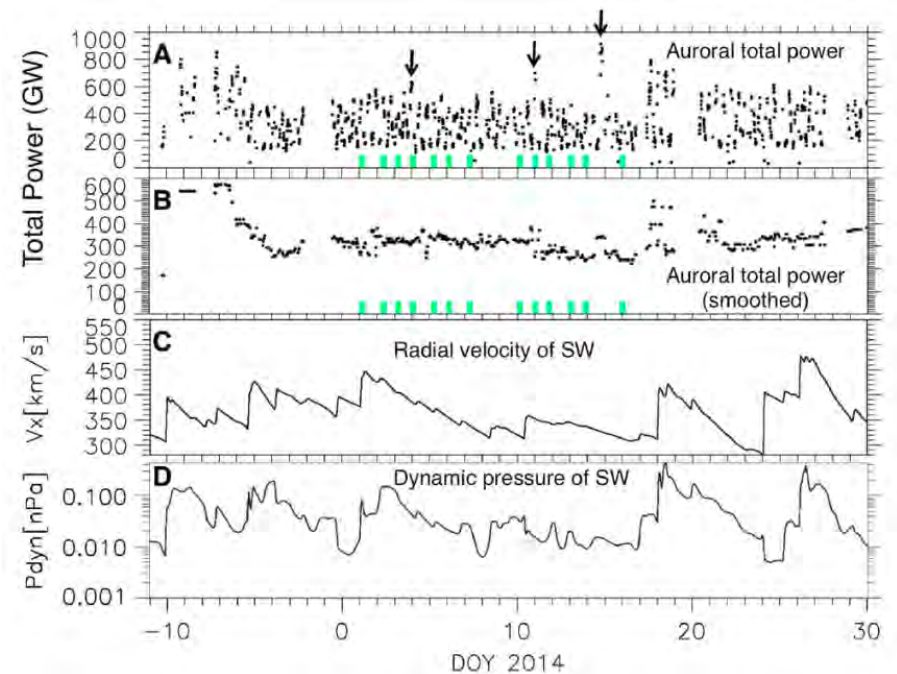 A
Auroral total power
1000
800
600
400
200
0
Total Power (GW)
B
600
500
400
300
200
100
0
Auroral total power
(smoothed)
C
Radial velocity of SW
550
500
450
400
350
300
Vx[km/s]
D
Dynamic pressure of SW
0.100
0.010
0.001
Pdyn[nPa]
-10
0
10
20
30
DOY 2014